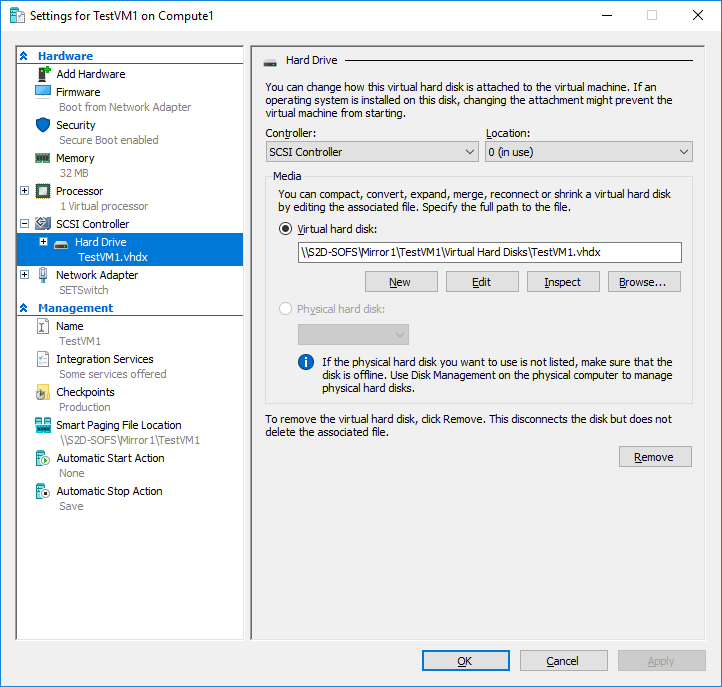 Settings for TestVM1 on Compute1
Hardware
Add Hardware
Firmware
Boot from Network Adapter
Security
Secure Boot enabled
Memory
32 MB
Processor
1 Virtual processor
SCSI Controller
Hard Drive
TestVM1.vhdx
Network Adapter
SETSwitch
Management
Name
TestVM1
Integration Services
Some services offered
Checkpoints
Production
Smart Paging File Location
\\S2D-SOFS\Mirror1\TestVM1
Automatic Start Action
None
Automatic Stop Action
Save
Hard Drive
You can change how this virtual hard disk is attached to the virtual machine. If an
operating system is installed on this disk, changing the attachment might prevent the
virtual machine from starting.
Controller:
Location:
SCSI Controller
0 (in use)
Media
You can compact, convert, expand, merge, reconnect or shrink a virtual hard disk
by editing the associated file. Specify the full path to the file.
Virtual hard disk:
\\S2D-SOFS\Mirror1\TestVM1\Virtual Hard Disks\TestVM1.vhdx
New
Edit
Inspect
Browse...
Physical hard disk:
If the physical hard disk you want to use is not listed, make sure that the
disk is offline. Use Disk Management on the physical computer to manage
physical hard disks.
To remove the virtual hard disk, click Remove. This disconnects the disk but does not
delete the associated file.
Remove
OK
Cancel
Apply